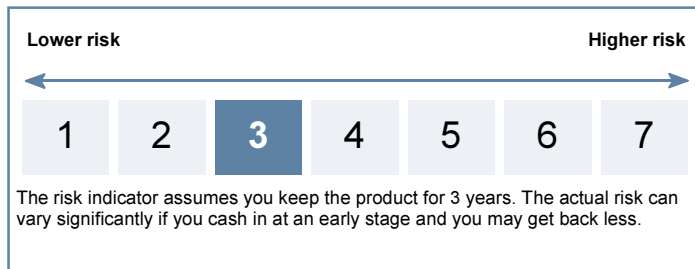 Lower risk Higher risk
1 2 3 4 5 6 7
The risk indicator assumes you keep the product for 3 years. The actual risk can
vary significantly if you cash in at an early stage and you may get back less.